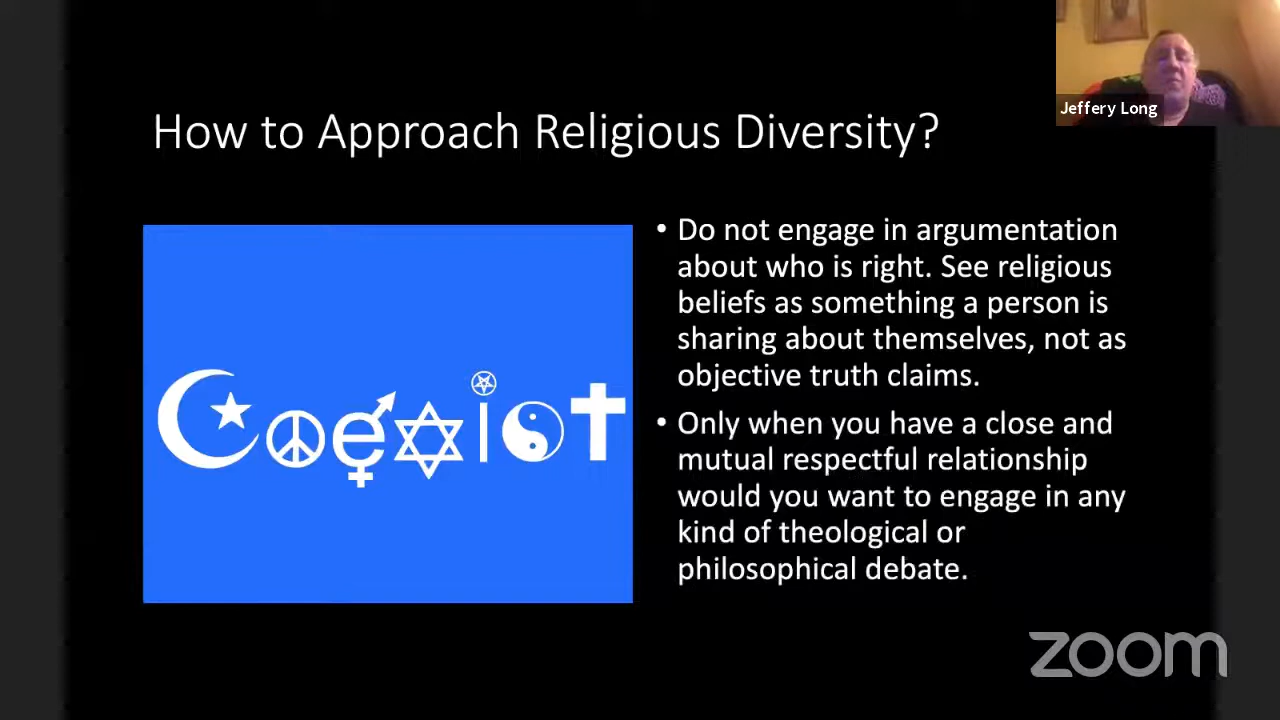 Jeffery Long
How to Approach Religious Diversity?
Coexist
• Do not engage in argumentation
about who is right. See religious
beliefs as something a person is
sharing about themselves, not as
objective truth claims.
• Only when you have a close and
mutual respectful relationship
would you want to engage in any
kind of theological or
philosophical debate.
zoom